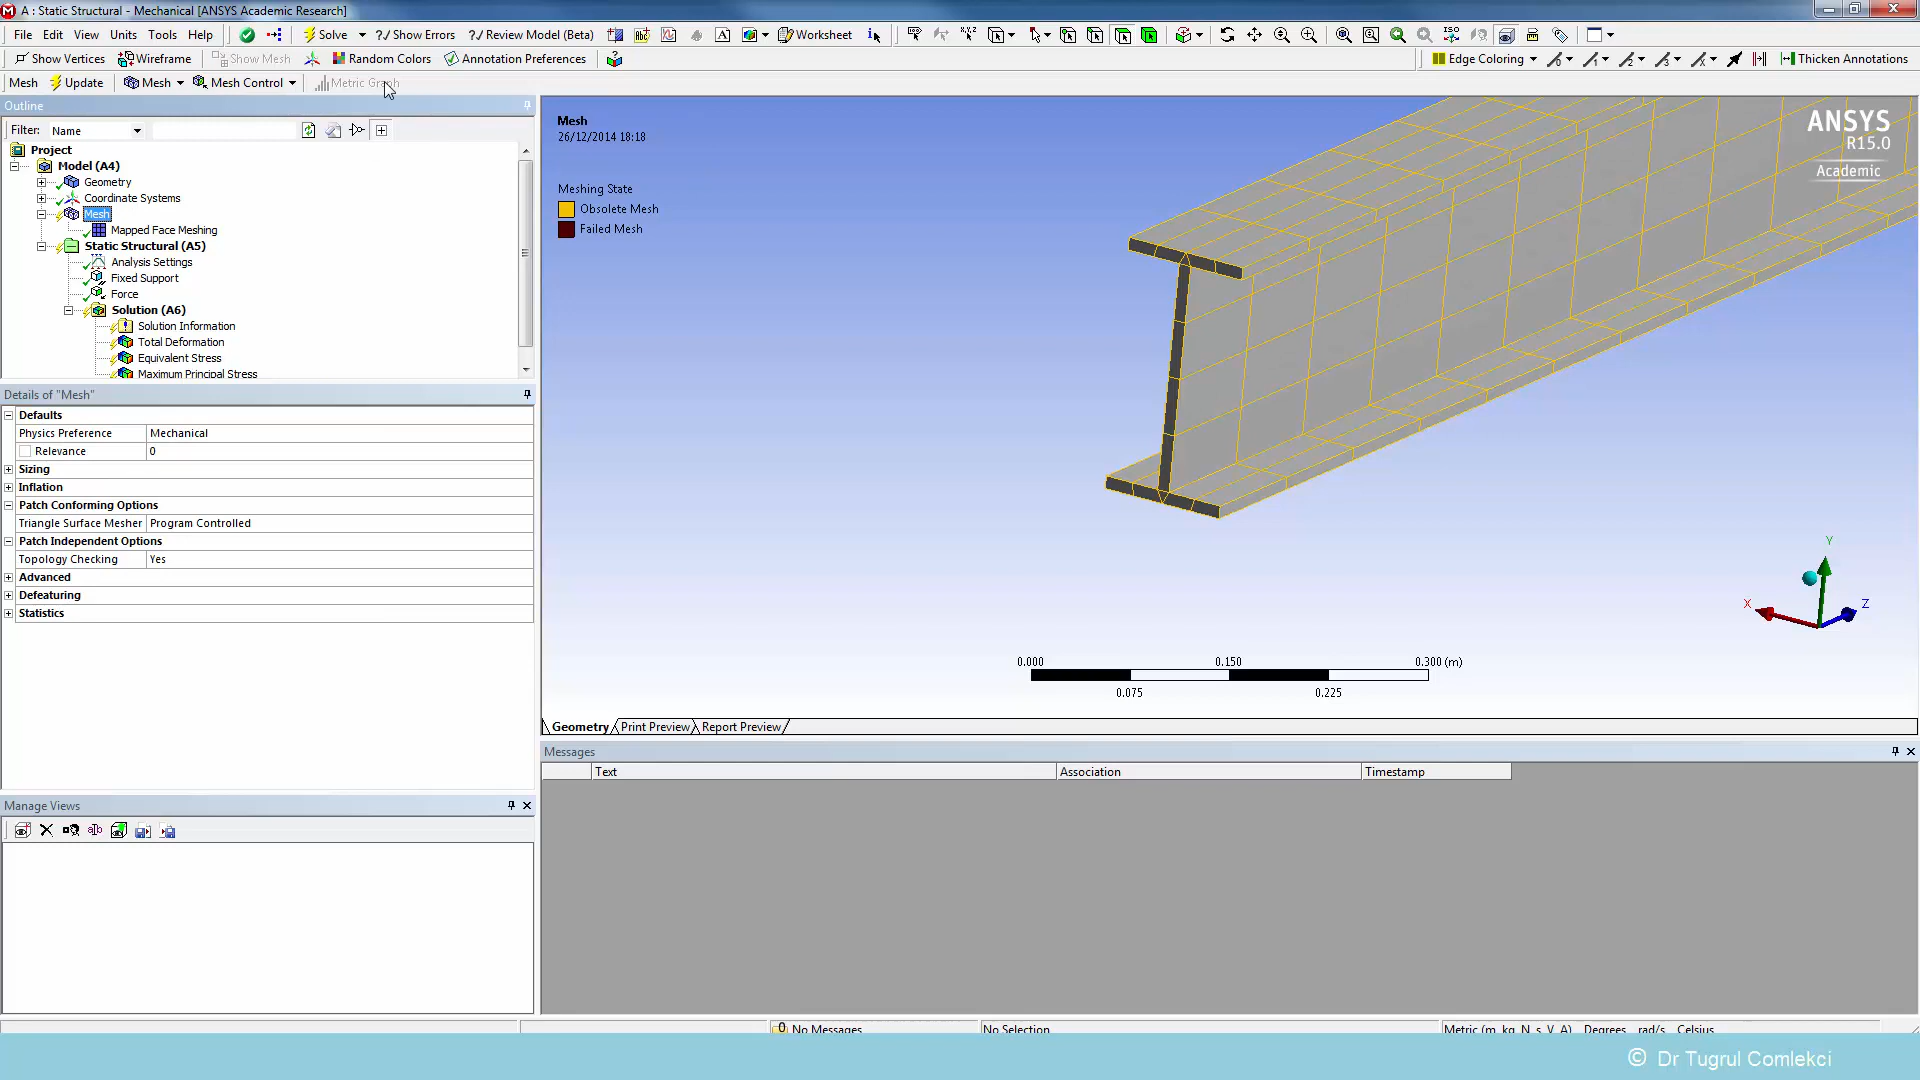 A : Static Structural - Mechanical [ANSYS Academic Research]
File Edit View Units Tools Help Solve ?/ Show Errors ?/ Review Model (Beta) Worksheet
Show Vertices Wireframe Show Mesh Random Colors Annotation Preferences Edge Coloring Thicken Annotations
Mesh Update Mesh Mesh Control Metric Graph
Outline
Filter: Name
Project
Model (A4)
Geometry
Coordinate Systems
Mesh
Mapped Face Meshing
Static Structural (A5)
Analysis Settings
Fixed Support
Force
Solution (A6)
Solution Information
Total Deformation
Equivalent Stress
Maximum Principal Stress
Details of "Mesh"
Defaults
Physics Preference Mechanical
Relevance 0
Sizing
Inflation
Patch Conforming Options
Triangle Surface Mesher Program Controlled
Patch Independent Options
Topology Checking Yes
Advanced
Defeaturing
Statistics
Manage Views
Mesh
26/12/2014 18:18
Meshing State
Obsolete Mesh
Failed Mesh
ANSYS
R15.0
Academic
Y
X
Z
0.000 0.150 0.300 (m)
0.075 0.225
Geometry Print Preview Report Preview
Messages
Text Association Timestamp
0 No Messages No Selection Metric (m, kg, N, s, V, A) Degrees rad/s Celsius
© Dr Tugrul Comlekci